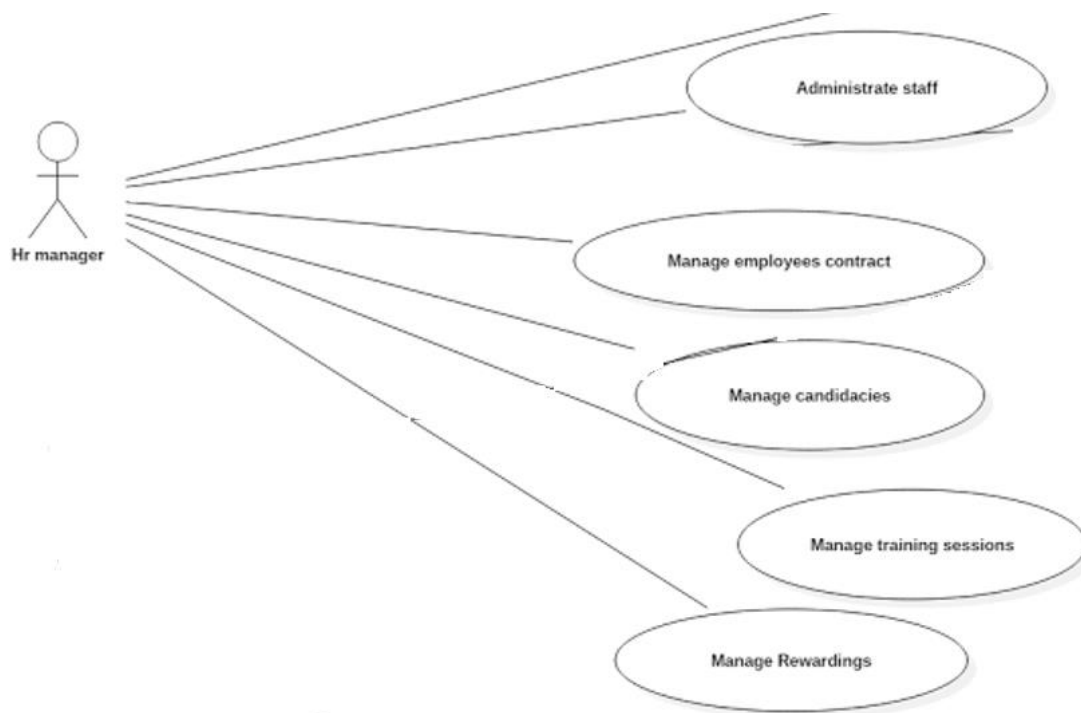 Administrate staff
Hr manager
Manage employees contract
Manage candidacies
Manage training sessions
Manage Rewardings